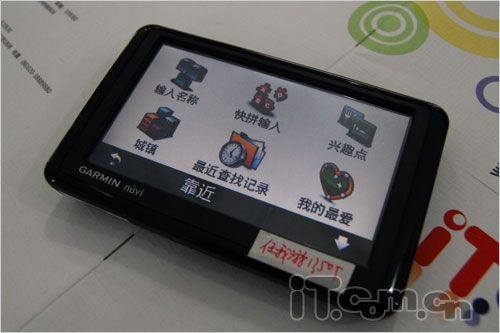 输入名称
快拼输入
兴趣点
城镇
最近查找记录
我的最爱
GARMIN nüvi
靠近
iT.com.cn